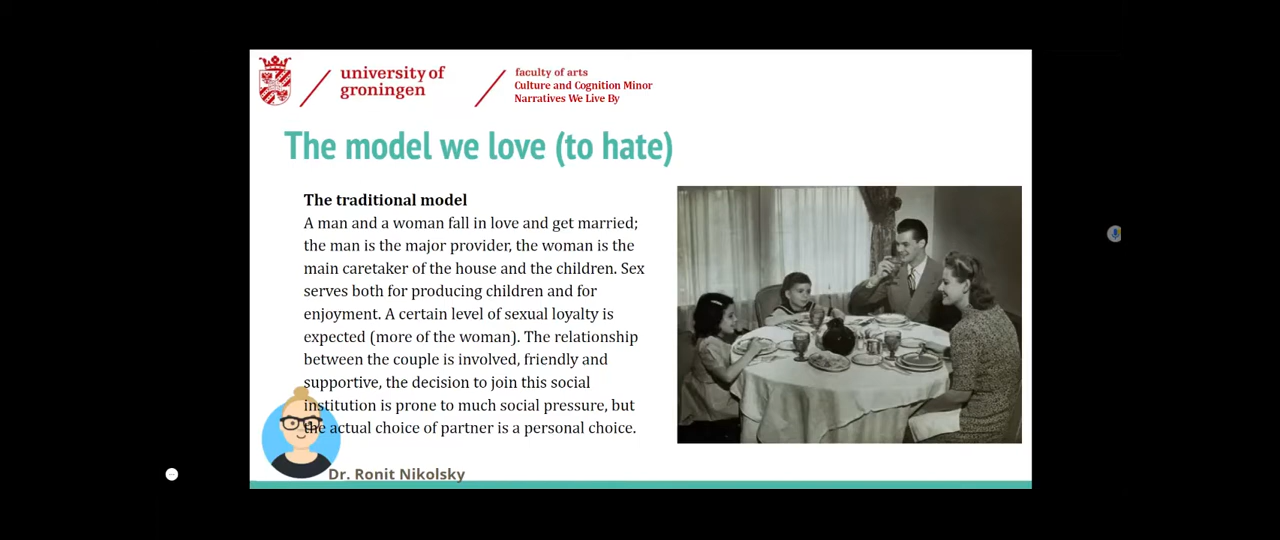 university of
groningen
faculty of arts
Culture and Cognition Minor
Narratives We Live By
The model we love (to hate)
The traditional model
A man and a woman fall in love and get married;
the man is the major provider, the woman is the
main caretaker of the house and the children. Sex
serves both for producing children and for
enjoyment. A certain level of sexual loyalty is
expected (more of the woman). The relationship
between the couple is involved, friendly and
supportive, the decision to join this social
institution is prone to much social pressure, but
the actual choice of partner is a personal choice.
Dr. Ronit Nikolsky